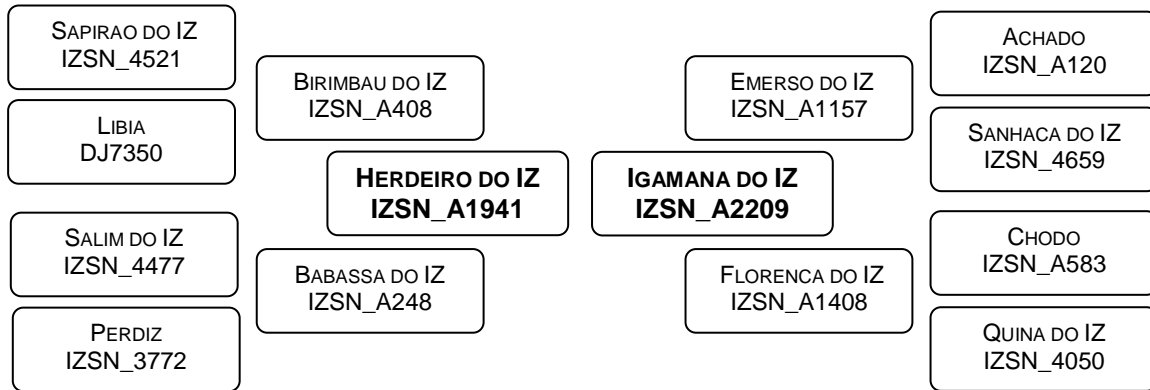 SAPIRAO DO IZ
IZSN_4521
LIBIA
DJ7350
SALIM DO IZ
IZSN_4477
PERDIZ
IZSN_3772
BIRIMBAU DO IZ
IZSN_A408
BABASSA DO IZ
IZSN_A248
HERDEIRO DO IZ
IZSN_A1941
IGAMANA DO IZ
IZSN_A2209
EMERSO DO IZ
IZSN_A1157
FLORENCA DO IZ
IZSN_A1408
ACHADO
IZSN_A120
SANHACA DO IZ
IZSN_4659
CHODO
IZSN_A583
QUINA DO IZ
IZSN_4050